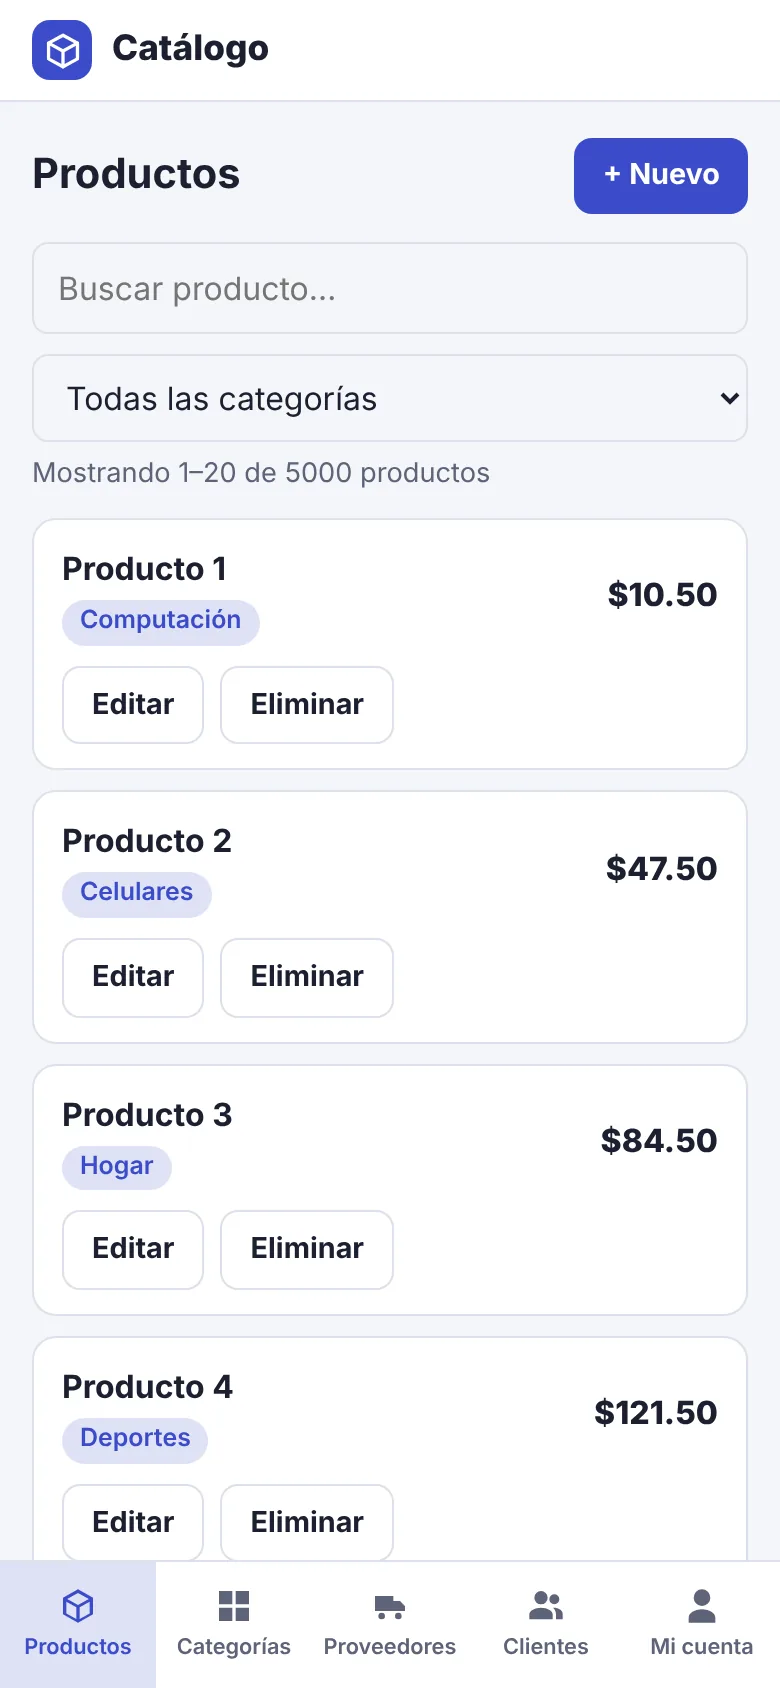 Catálogo
Productos
+ Nuevo
Buscar producto...
Todas las categorías
Mostrando 1–20 de 5000 productos
Producto 1
$10.50
Computación
Editar
Eliminar
Producto 2
$47.50
Celulares
Editar
Eliminar
Producto 3
$84.50
Hogar
Editar
Eliminar
Producto 4
$121.50
Deportes
Editar
Eliminar
Productos
Categorías
Proveedores
Clientes
Mi cuenta